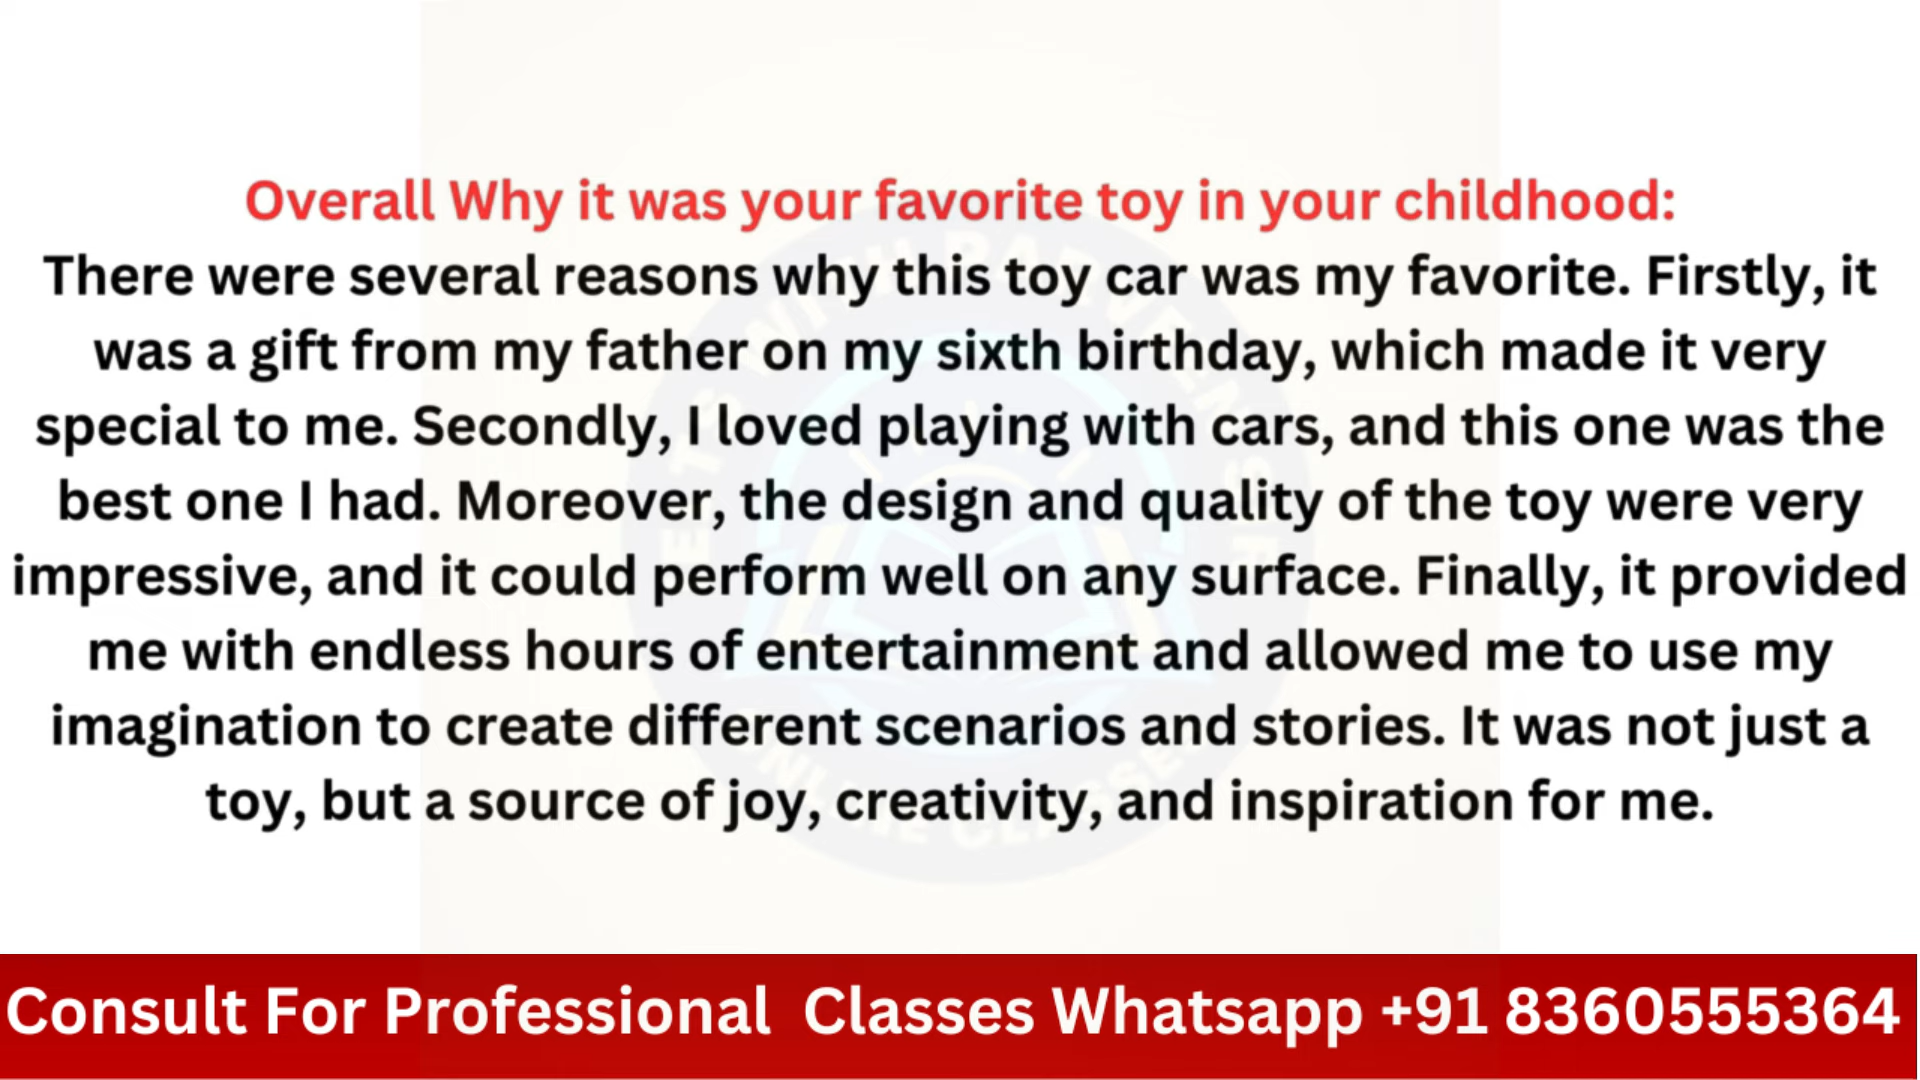 Overall Why it was your favorite toy in your childhood:
There were several reasons why this toy car was my favorite. Firstly, it
was a gift from my father on my sixth birthday, which made it very
special to me. Secondly, I loved playing with cars, and this one was the
best one I had. Moreover, the design and quality of the toy were very
impressive, and it could perform well on any surface. Finally, it provided
me with endless hours of entertainment and allowed me to use my
imagination to create different scenarios and stories. It was not just a
toy, but a source of joy, creativity, and inspiration for me.
Consult For Professional  Classes Whatsapp +91 8360555364